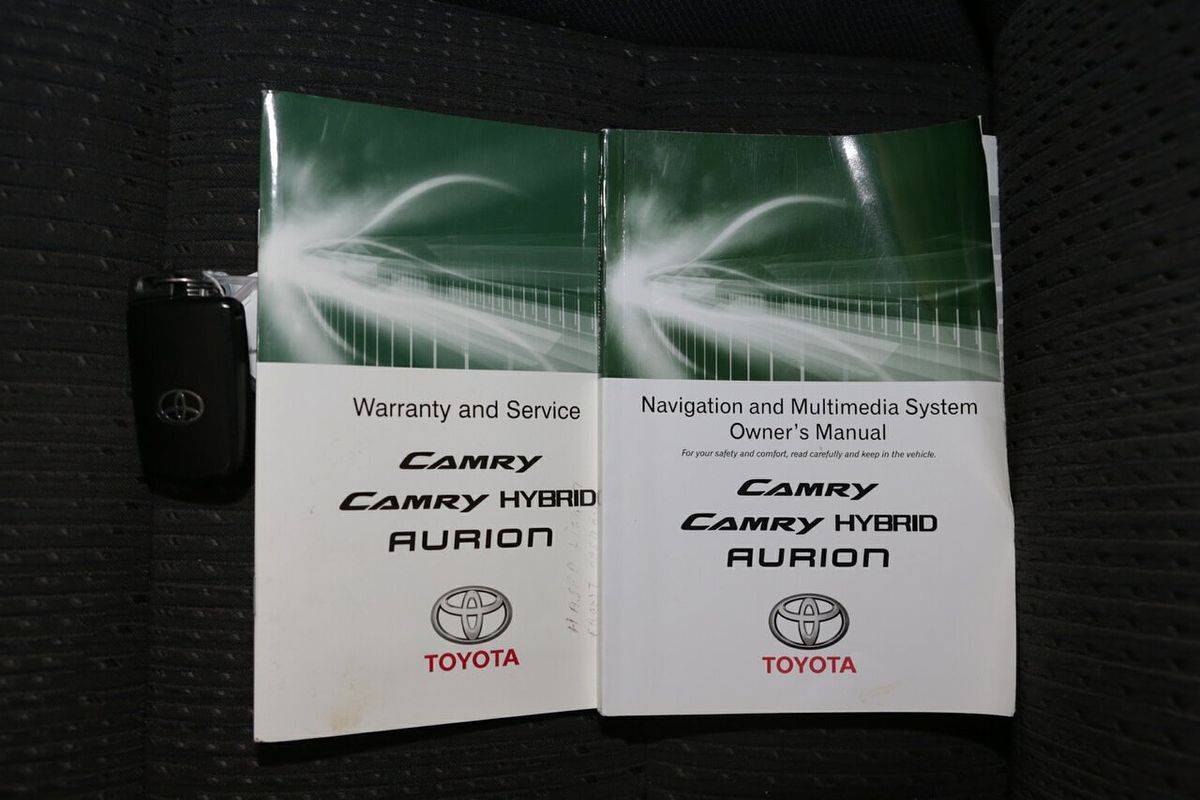 Warranty and Service
CAMRY
CAMRY HYBRID
AURION
TOYOTA
Navigation and Multimedia System
Owner's Manual
For your safety and comfort, read carefully and keep in the vehicle.
CAMRY
CAMRY HYBRID
AURION
TOYOTA